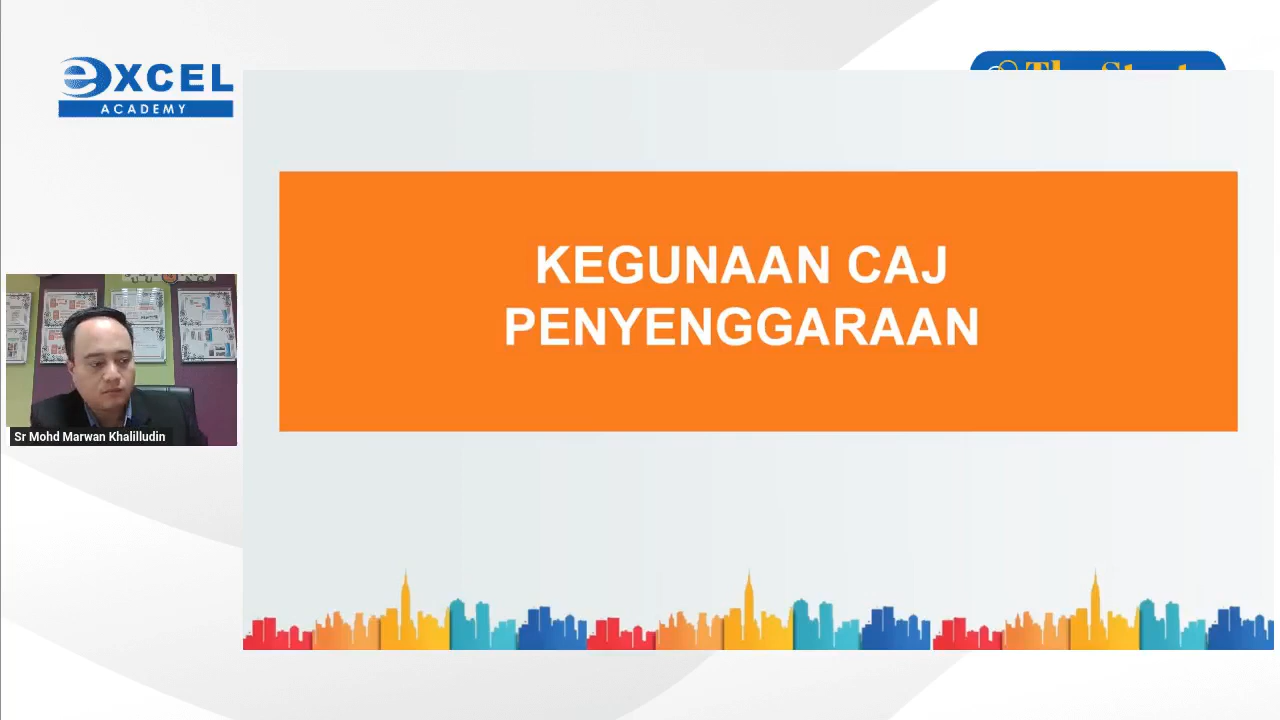 eXCEL
ACADEMY
KEGUNAAN CAJ
PENYENGGARAAN
Sr Mohd Marwan Khalilludin